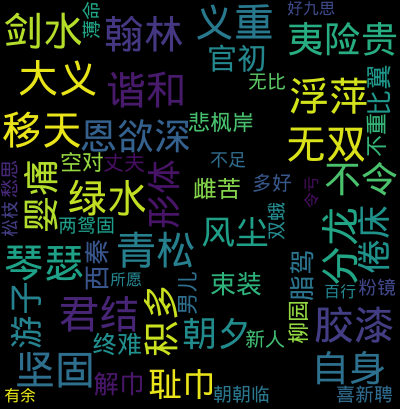 剑水
翰林
义重
好九思
官初
夷险贵
大义
谐和
无比
浮萍
比翼
移天
恩欲深
悲枫岸
无双
不重
不足
空对
丈夫
愁思
婴痛
绿水
形体
雌苦
多好
令亏
不令
松枝
两鸳固
风尘
双蛾
分龙
倦床
琴瑟
西秦
青松
所愿
束装
脂驾
百行
粉镜
游子
君结
积多
男儿
朝夕
新人
柳园
胶漆
终难
坚固
解巾
耻巾
朝朝临
自身
喜新聘
有余